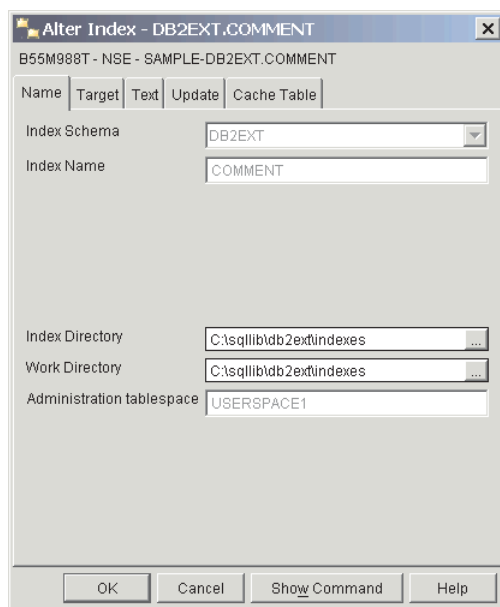 Alter Index - DB2EXT.COMMENT
B55M988T - NSE - SAMPLE-DB2EXT.COMMENT
Name Target Text Update Cache Table
Index Schema DB2EXT
Index Name COMMENT
Index Directory C:\sqllib\db2ext\indexes ...
Work Directory C:\sqllib\db2ext\indexes ...
Administration tablespace USERSPACE1
OK Cancel Show Command Help